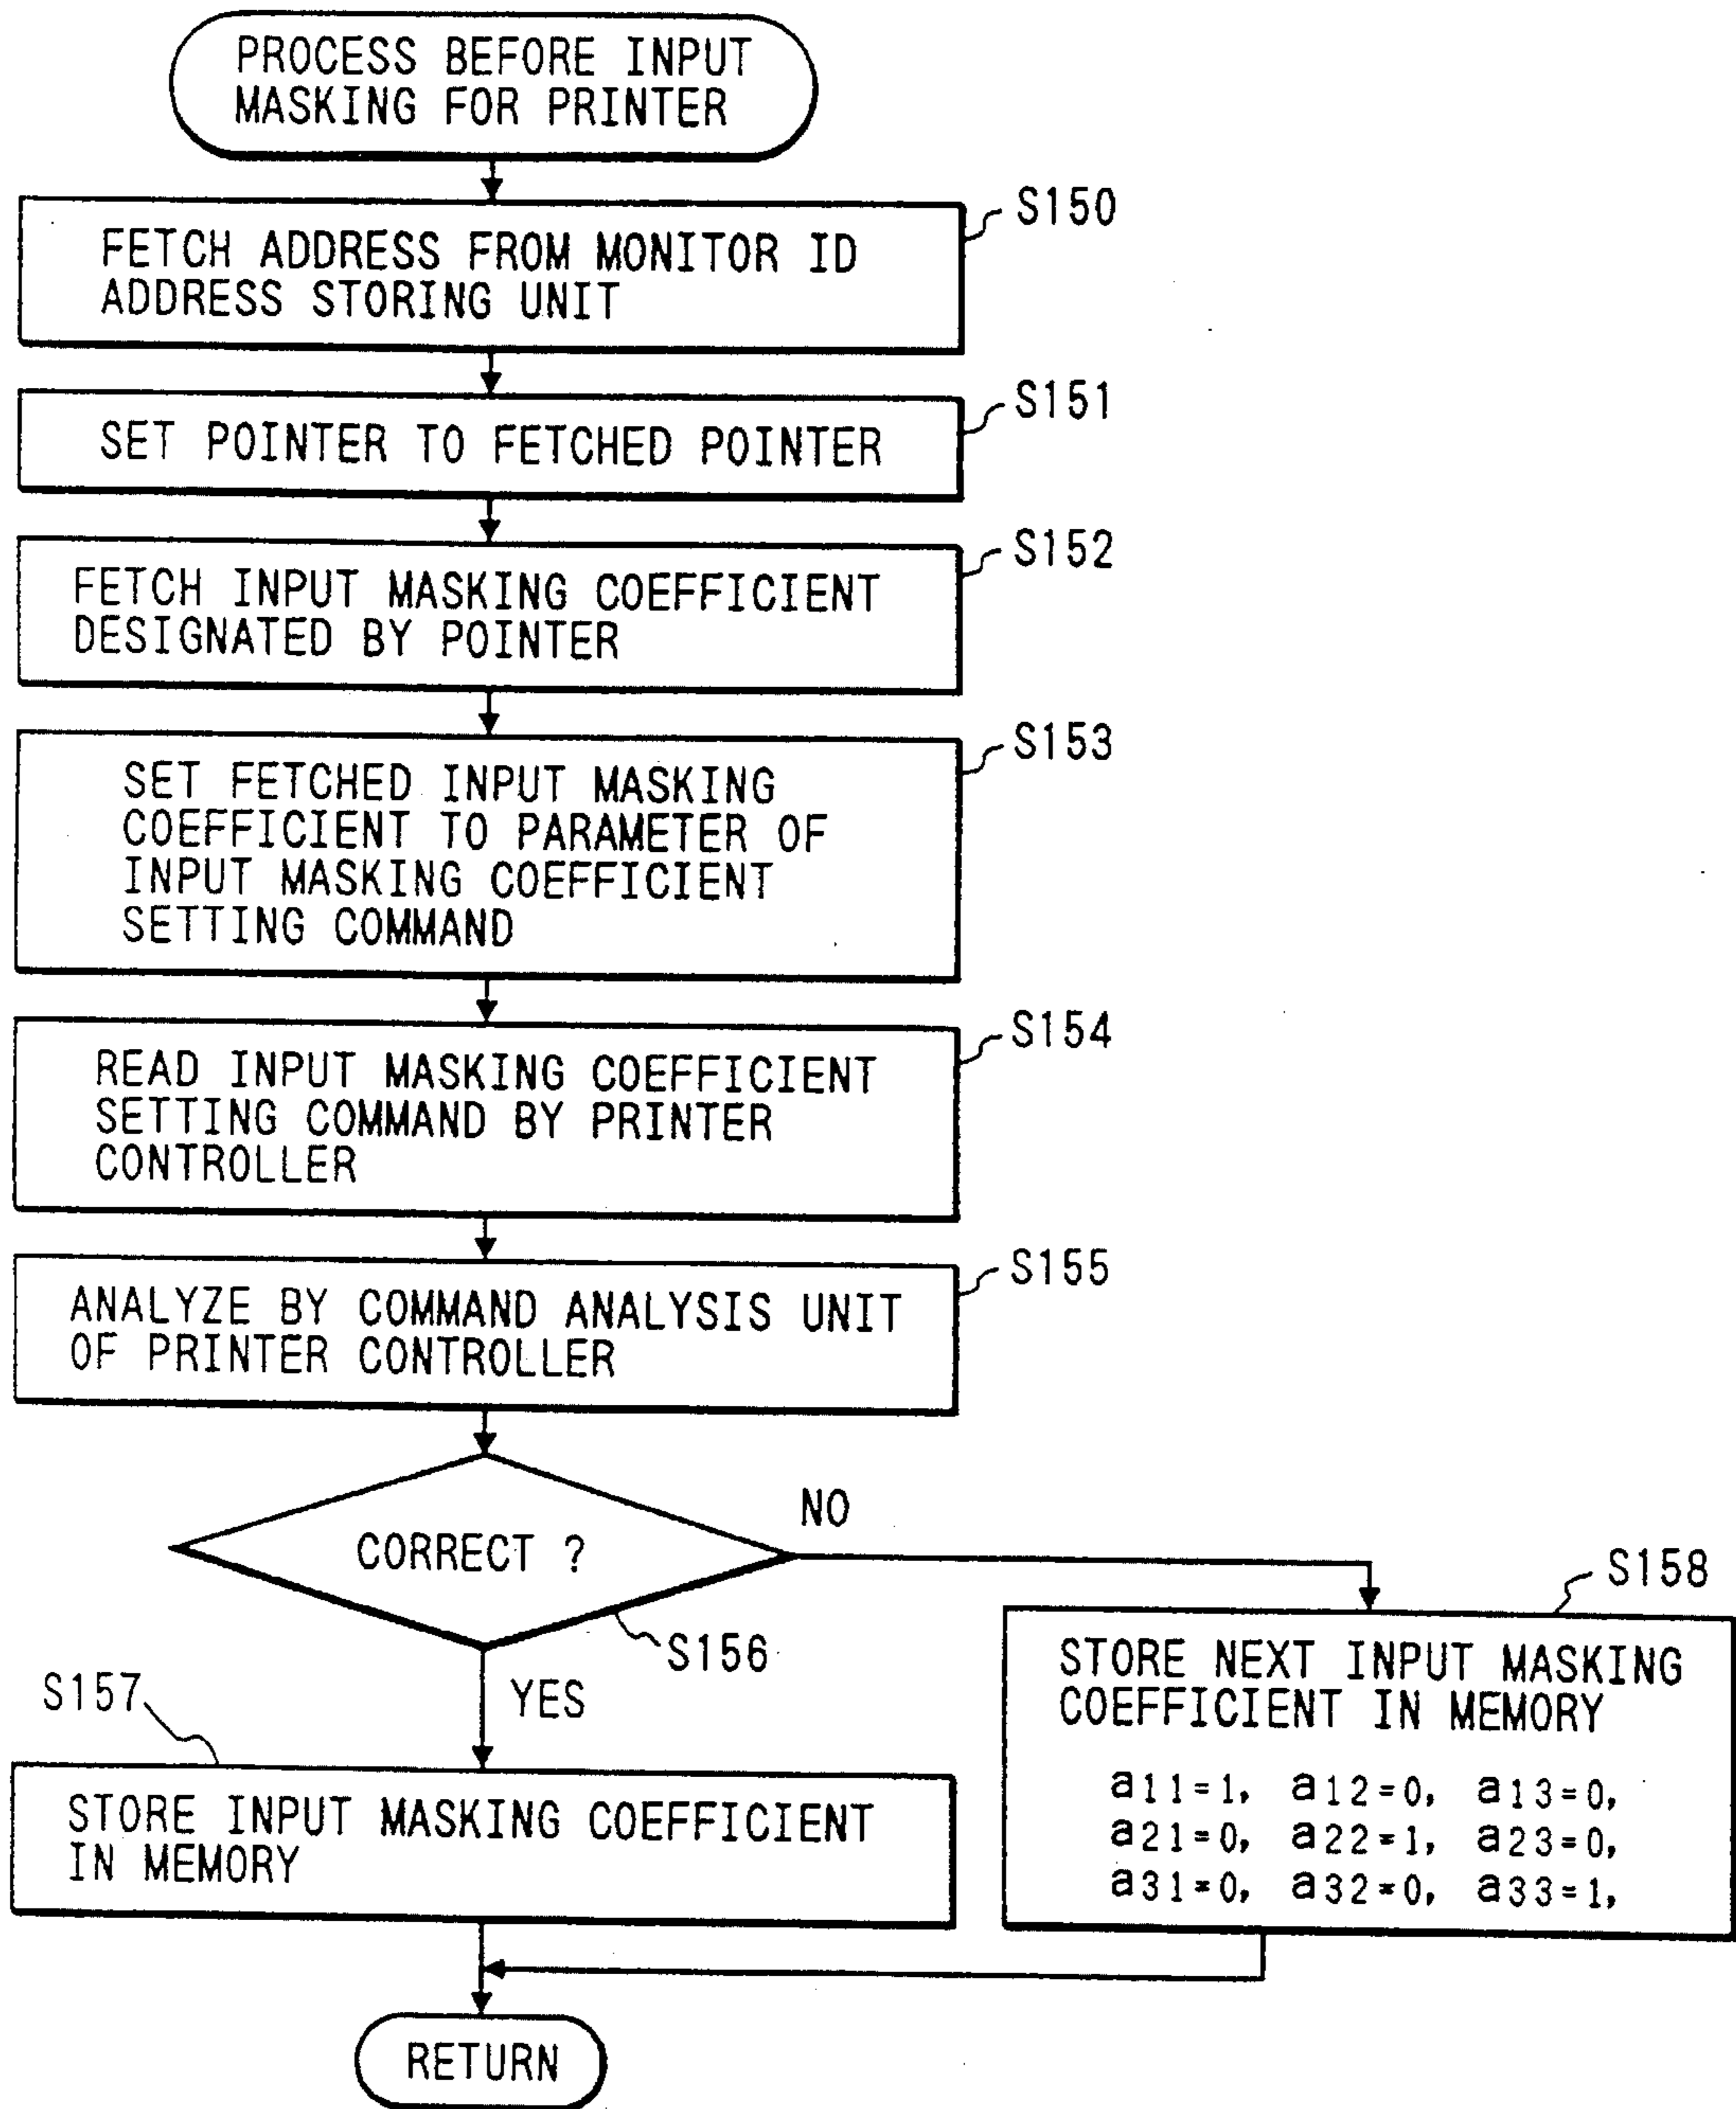 PROCESS BEFORE INPUT
MASKING FOR PRINTER
S150
FETCH ADDRESS FROM MONITOR ID
ADDRESS STORING UNIT
S151
SET POINTER TO FETCHED POINTER
S152
FETCH INPUT MASKING COEFFICIENT
DESIGNATED BY POINTER
S153
SET FETCHED INPUT MASKING
COEFFICIENT TO PARAMETER OF
INPUT MASKING COEFFICIENT
SETTING COMMAND
S154
READ INPUT MASKING COEFFICIENT
SETTING COMMAND BY PRINTER
CONTROLLER
S155
ANALYZE BY COMMAND ANALYSIS UNIT
OF PRINTER CONTROLLER
CORRECT ?
NO
S156
YES
S157
STORE INPUT MASKING COEFFICIENT
IN MEMORY
S158
STORE NEXT INPUT MASKING
COEFFICIENT IN MEMORY
a11=1, a12=0, a13=0,
a21=0, a22=1, a23=0,
a31=0, a32=0, a33=1,
RETURN